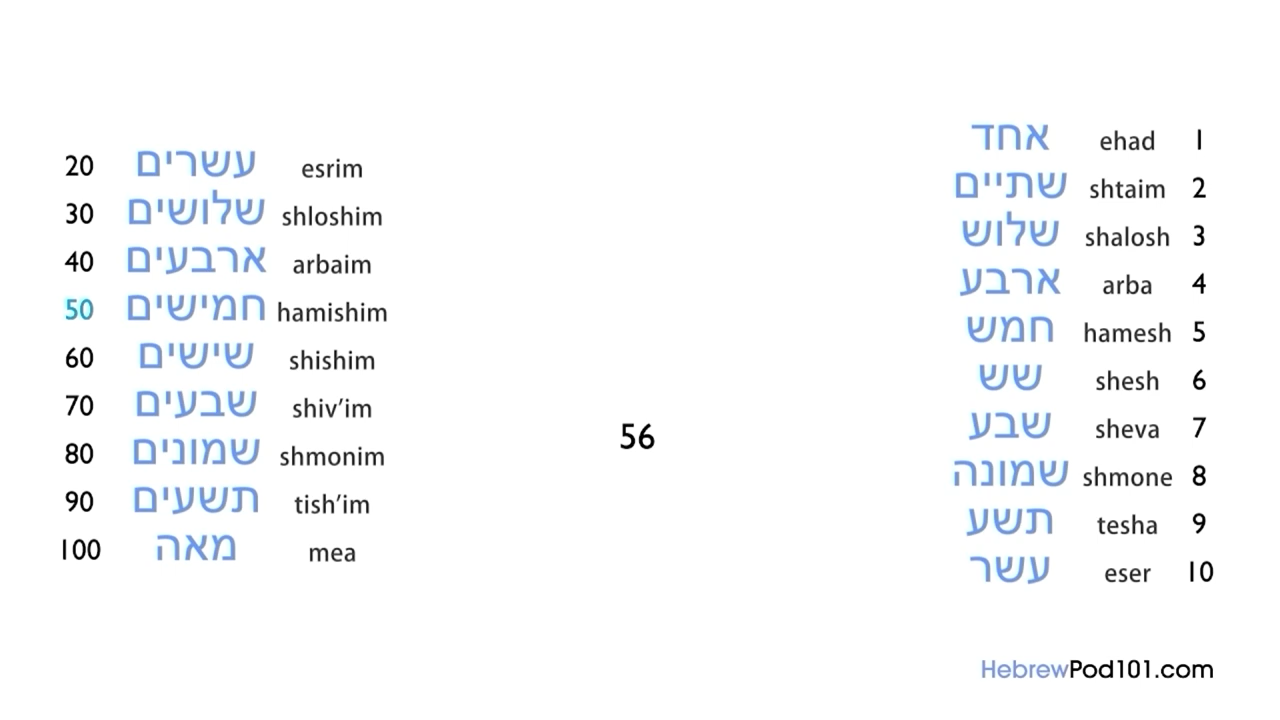 20 עשרים esrim
30 שלושים shloshim
40 ארבעים arbaim
50 חמישים hamishim
60 שישים shishim
70 שבעים shiv’im
80 שמונים shmonim
90 תשעים tish’im
100 מאה mea
56
אחד ehad 1
שתיים shtaim 2
שלוש shalosh 3
ארבע arba 4
חמש hamesh 5
שש shesh 6
שבע sheva 7
שמונה shmone 8
תשע tesha 9
עשר eser 10
HebrewPod101.com